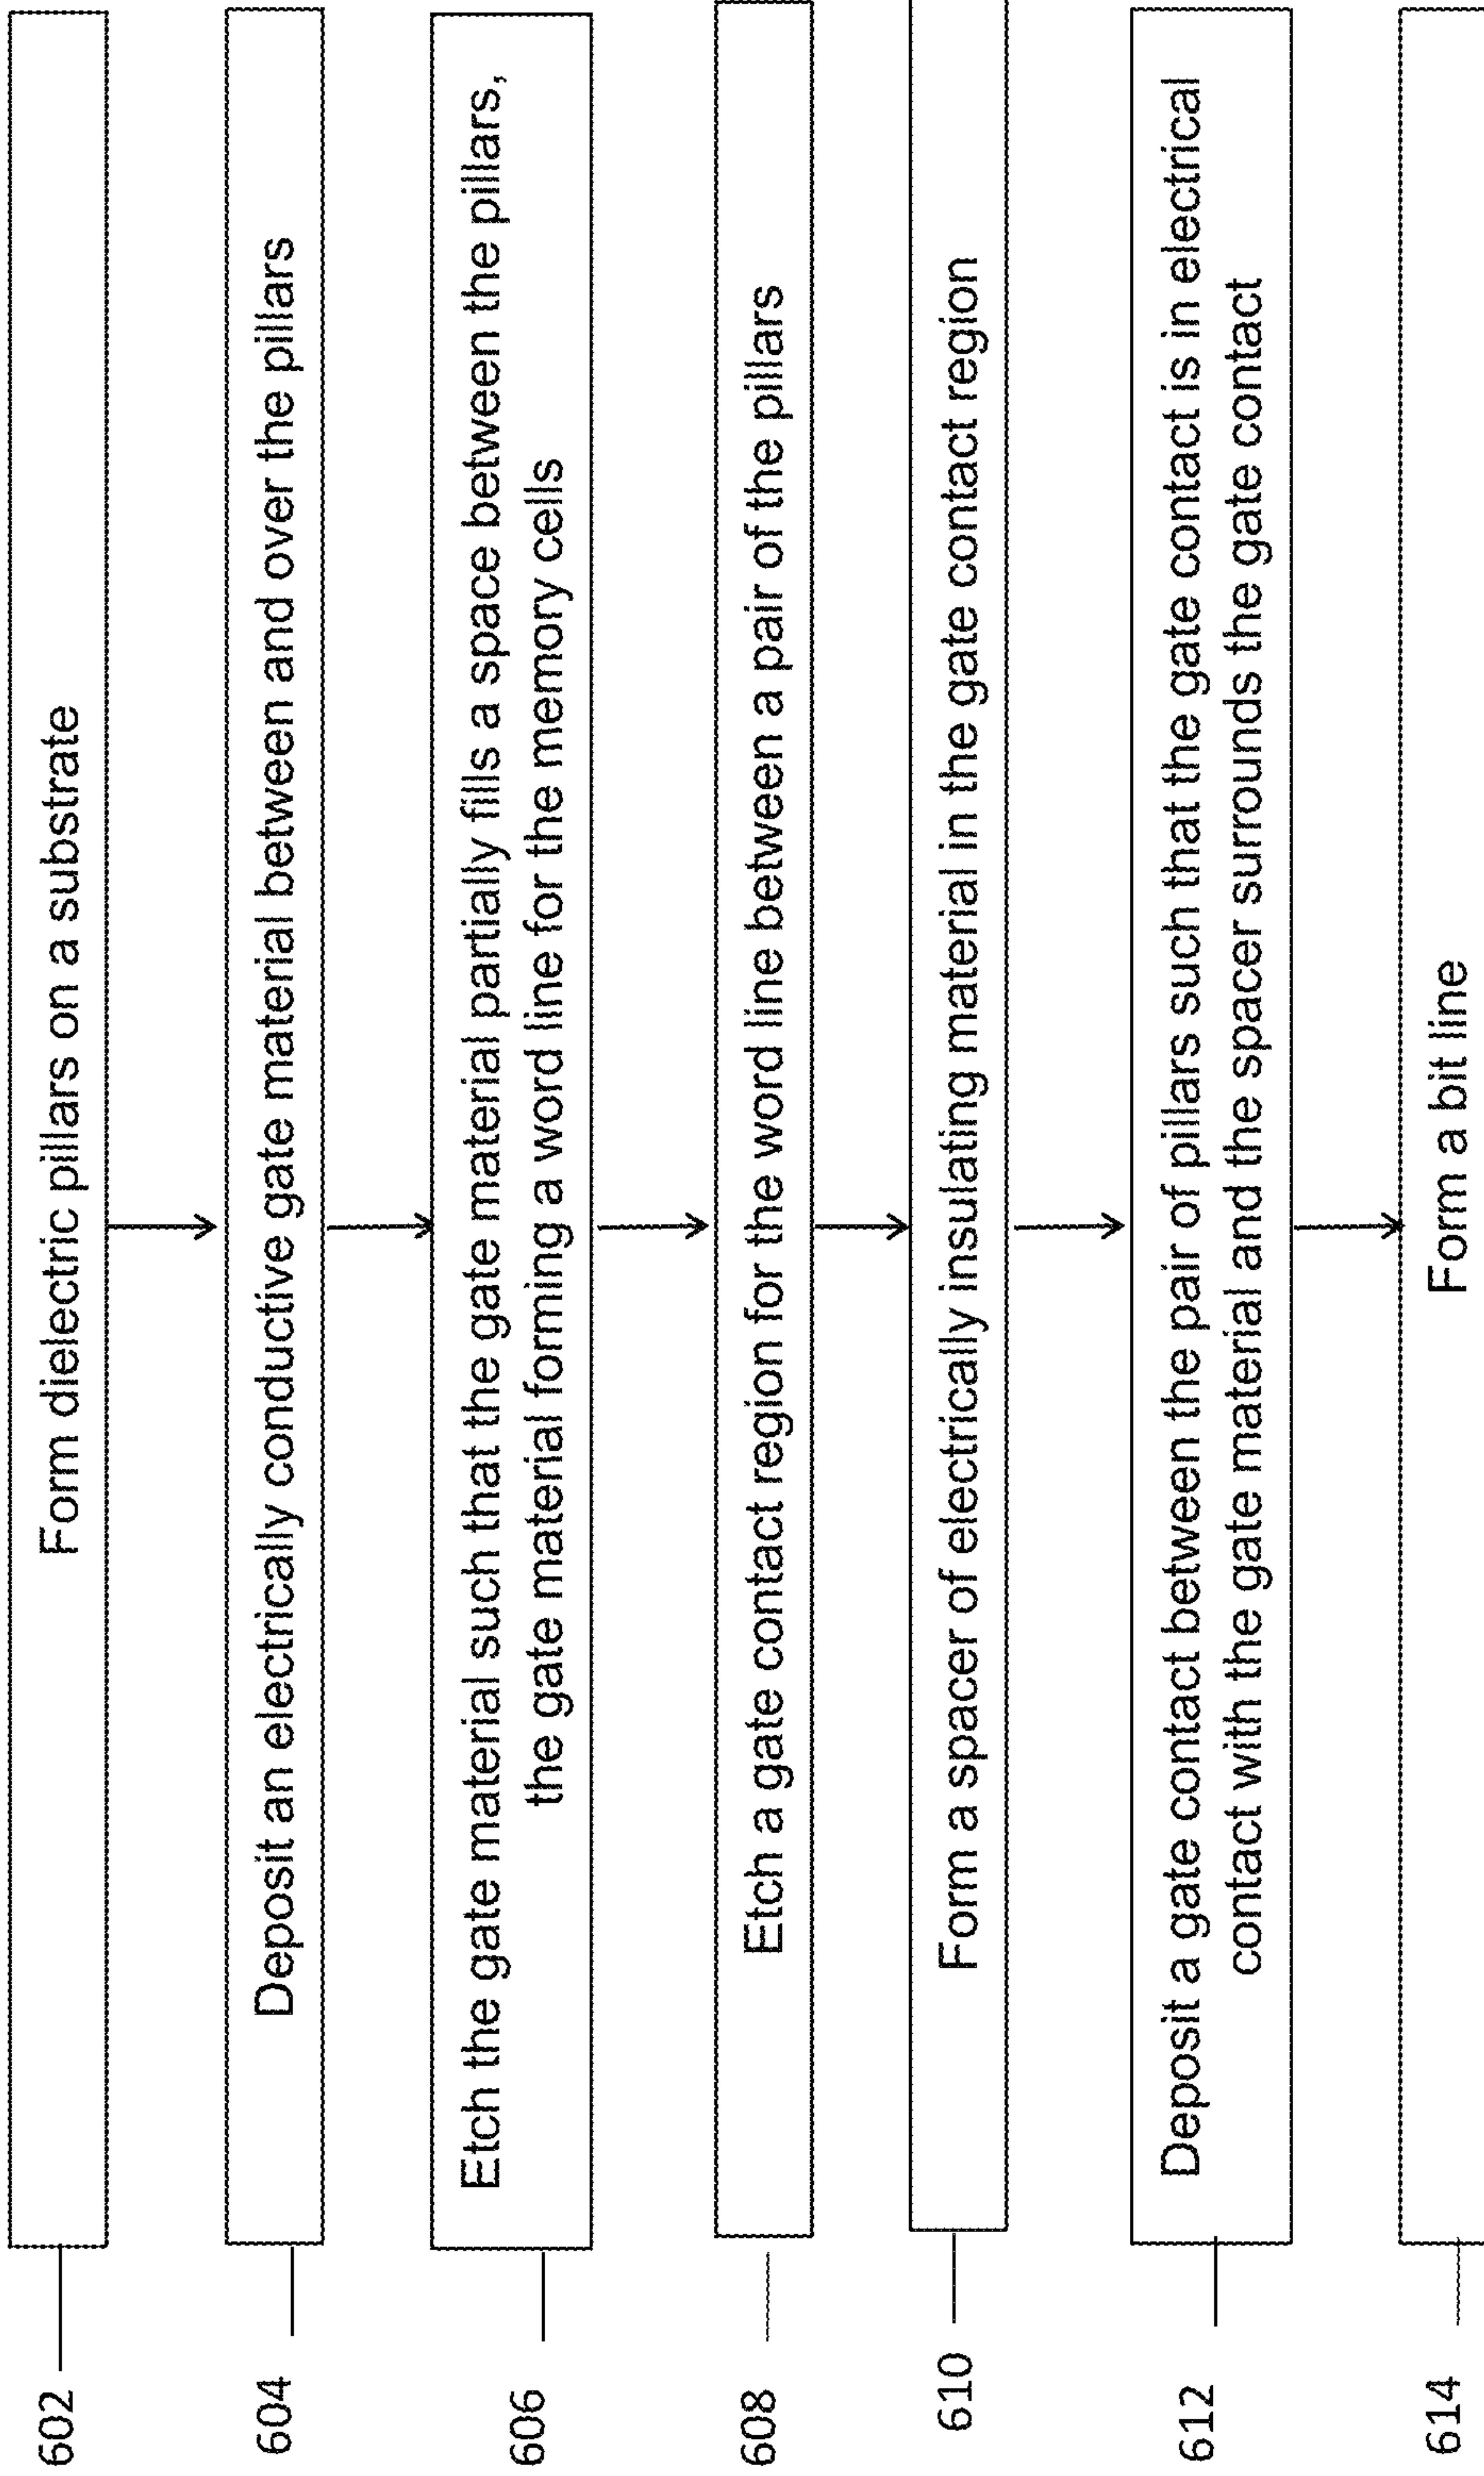 602
Form dielectric pillars on a substrate
604
Deposit an electrically conductive gate material between and over the pillars
606
Etch the gate material such that the gate material partially fills a space between the pillars,
the gate material forming a word line for the memory cells
608
Etch a gate contact region for the word line between a pair of the pillars
610
Form a spacer of electrically insulating material in the gate contact region
612
Deposit a gate contact between the pair of pillars such that the gate contact is in electrical
contact with the gate material and the spacer surrounds the gate contact
614
Form a bit line